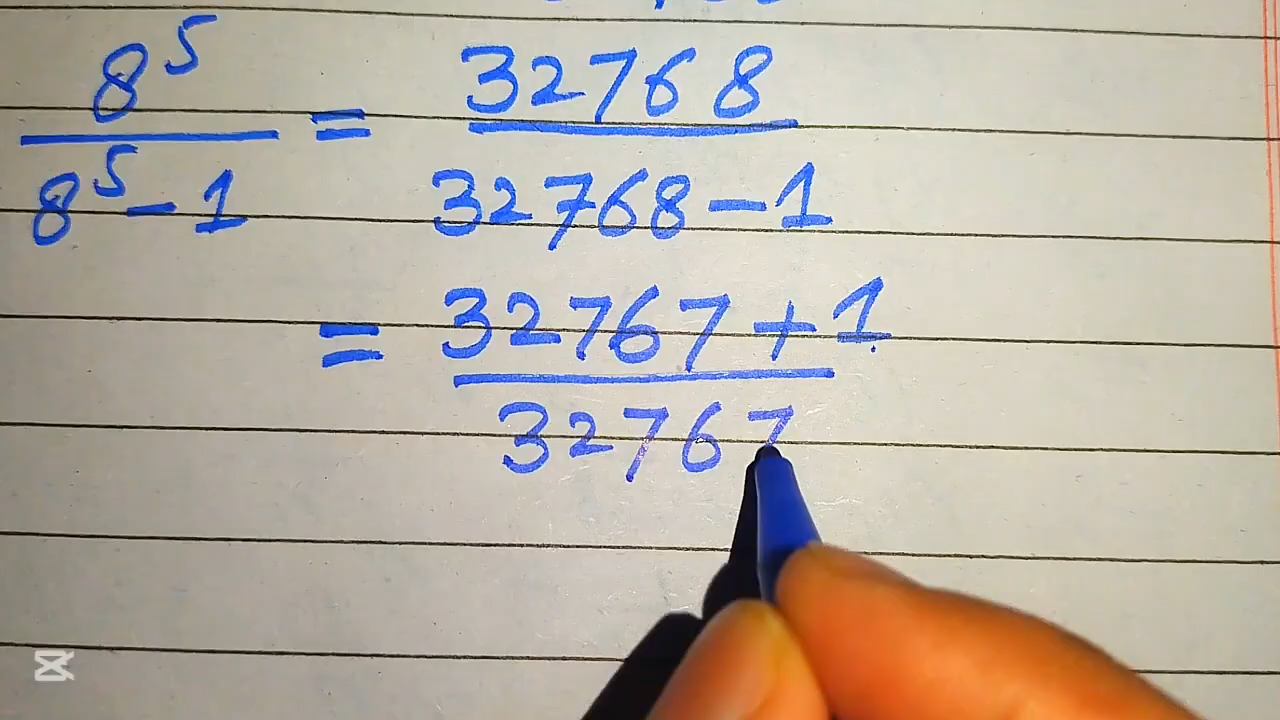 8^5 / 8^5 - 1 = 32768 / 32768 - 1
= 32767 + 1 / 32767